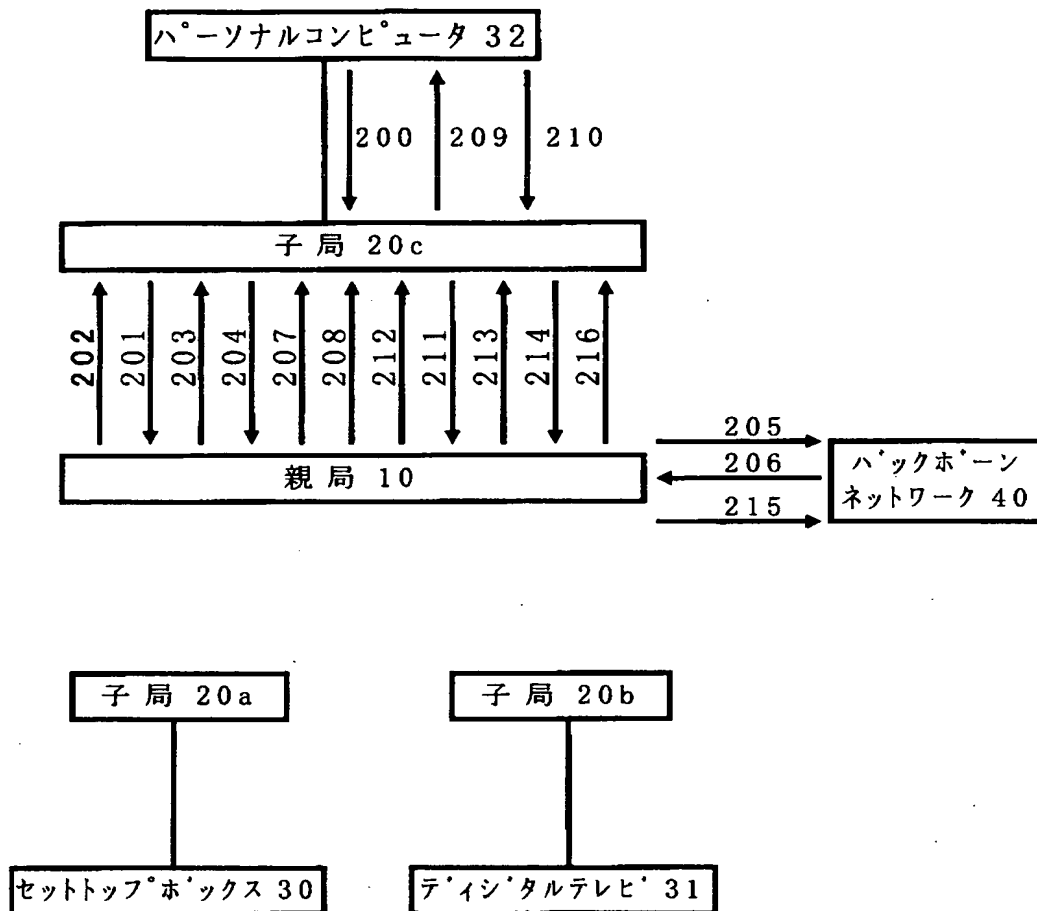 パーソナルコンピュータ 32
200 209 210
子局 20c
202 201 203 204 207 208 212 211 213 214 216
205
親局 10
206
バックボーン
ネットワーク 40
215
子局 20a
子局 20b
セットトップボックス 30
ディジタルテレビ 31